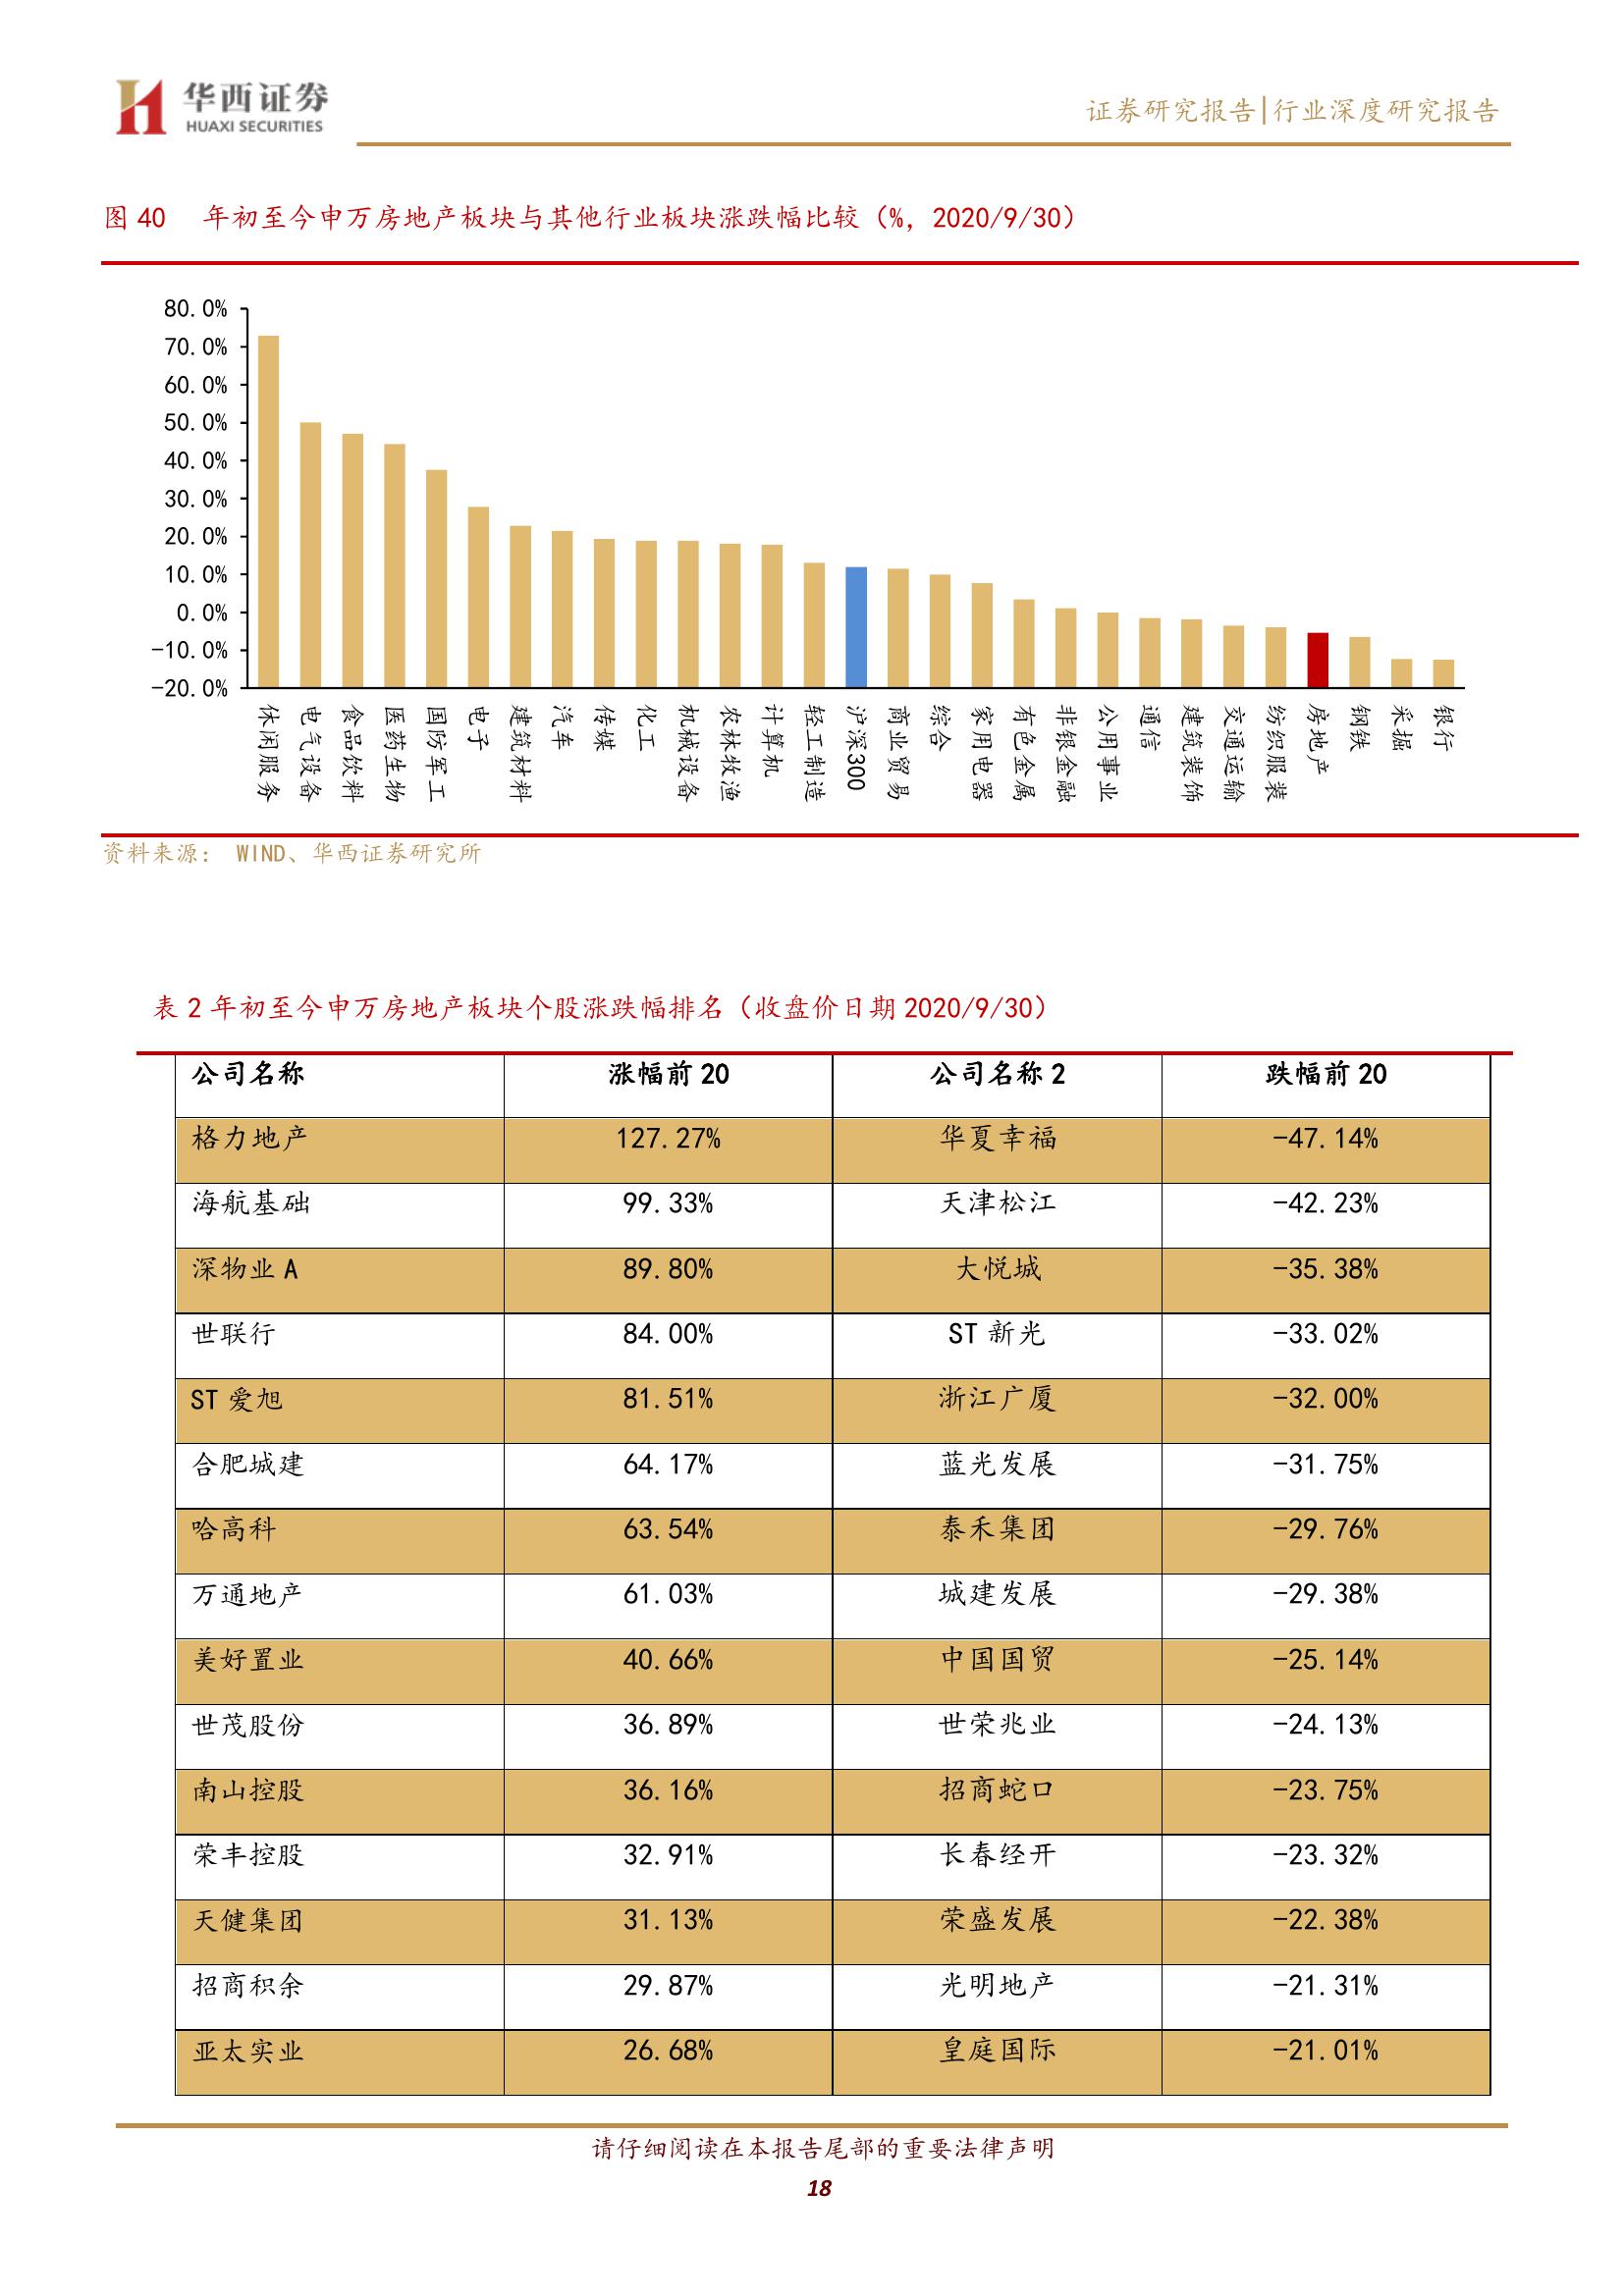 华西证券
HUAXI SECURITIES
证券研究报告|行业深度研究报告
图 40 年初至今申万房地产板块与其他行业板块涨跌幅比较（%，2020/9/30）
80.0%
70.0%
60.0%
50.0%
40.0%
30.0%
20.0%
10.0%
0.0%
-10.0%
-20.0%
休闲服务
电气设备
食品饮料
医药生物
国防军工
电子
建筑材料
汽车
传媒
化工
机械设备
农林牧渔
计算机
轻工制造
沪深300
商业贸易
综合
家用电器
有色金属
非银金融
公用事业
通信
建筑装饰
交通运输
纺织服装
房地产
钢铁
采掘
银行
资料来源： WIND、华西证券研究所
表 2 年初至今申万房地产板块个股涨跌幅排名（收盘价日期 2020/9/30）
公司名称 涨幅前 20 公司名称 2 跌幅前 20
格力地产 127.27% 华夏幸福 -47.14%
海航基础 99.33% 天津松江 -42.23%
深物业 A 89.80% 大悦城 -35.38%
世联行 84.00% ST 新光 -33.02%
ST 爱旭 81.51% 浙江广厦 -32.00%
合肥城建 64.17% 蓝光发展 -31.75%
哈高科 63.54% 泰禾集团 -29.76%
万通地产 61.03% 城建发展 -29.38%
美好置业 40.66% 中国国贸 -25.14%
世茂股份 36.89% 世荣兆业 -24.13%
南山控股 36.16% 招商蛇口 -23.75%
荣丰控股 32.91% 长春经开 -23.32%
天健集团 31.13% 荣盛发展 -22.38%
招商积余 29.87% 光明地产 -21.31%
亚太实业 26.68% 皇庭国际 -21.01%
请仔细阅读在本报告尾部的重要法律声明
18